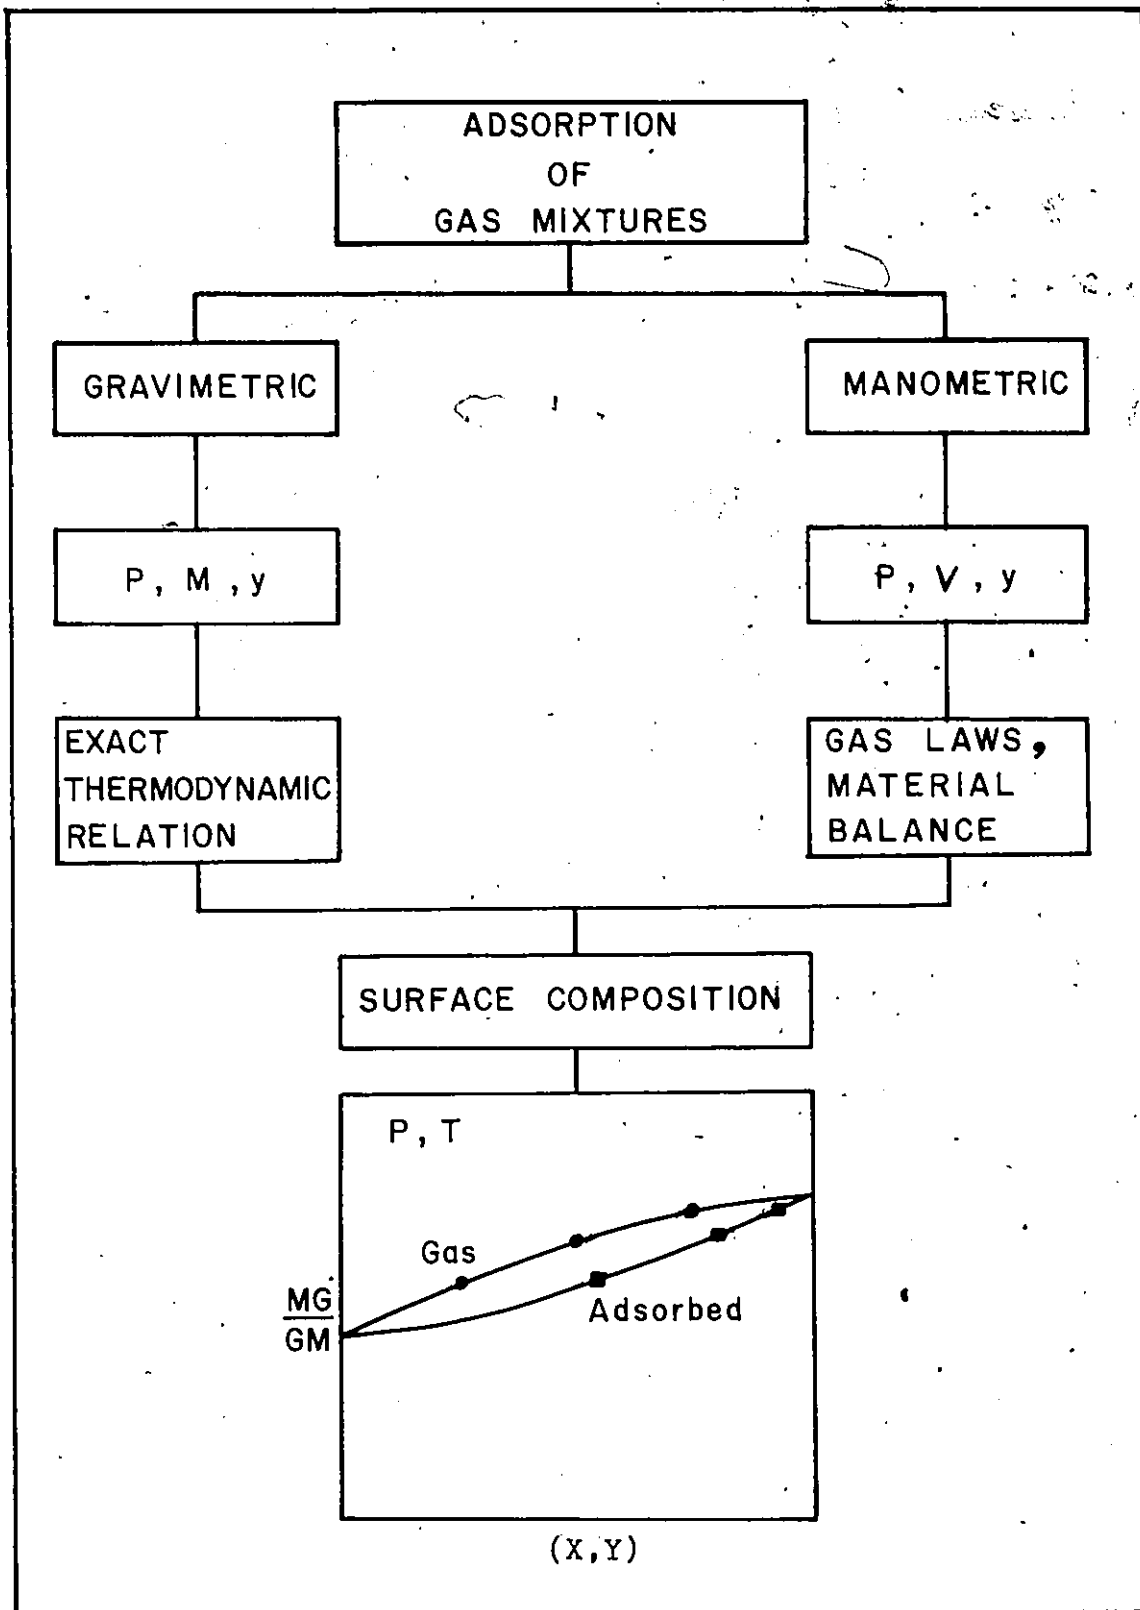 ADSORPTION
OF
GAS MIXTURES
GRAVIMETRIC
MANOMETRIC
P, M, y
P, V, y
EXACT
THERMODYNAMIC
RELATION
GAS LAWS,
MATERIAL
BALANCE
SURFACE COMPOSITION
P, T
Gas
Adsorbed
MG
GM
(X,Y)